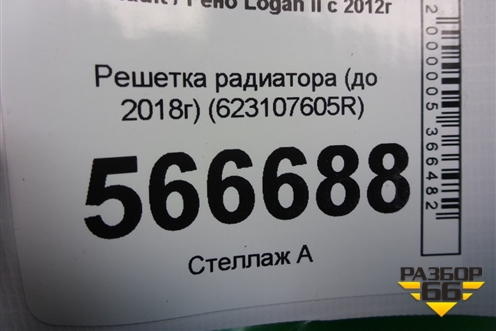 / Рено Logan II с 2012г
Решетка радиатора (до
2018г) (623107605R)
566688
Стеллаж А
2000005366482
РАЗБОР
66